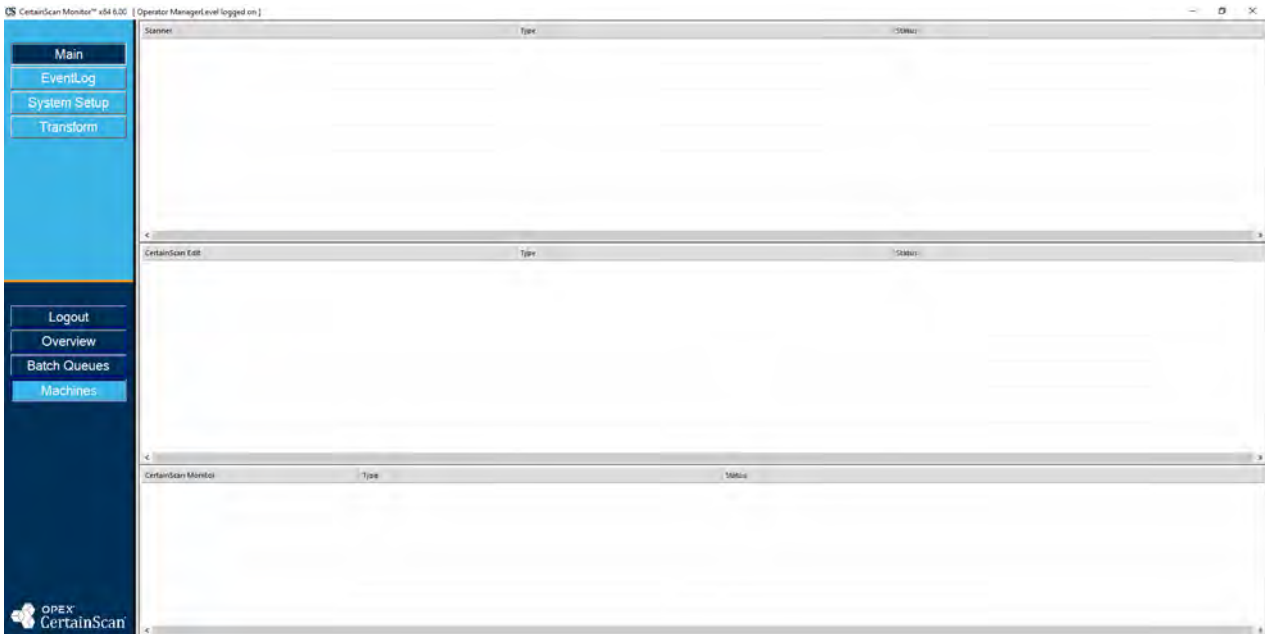 CS CertainScan Monitor™ x64 6.00 [ Operator ManagerLevel logged on ]
Scanner Type Status
Main
EventLog
System Setup
Transform
CertainScan Edit Type Status
Logout
Overview
Batch Queues
Machines
CertainScan Monitor Type Status
OPEX
CertainScan